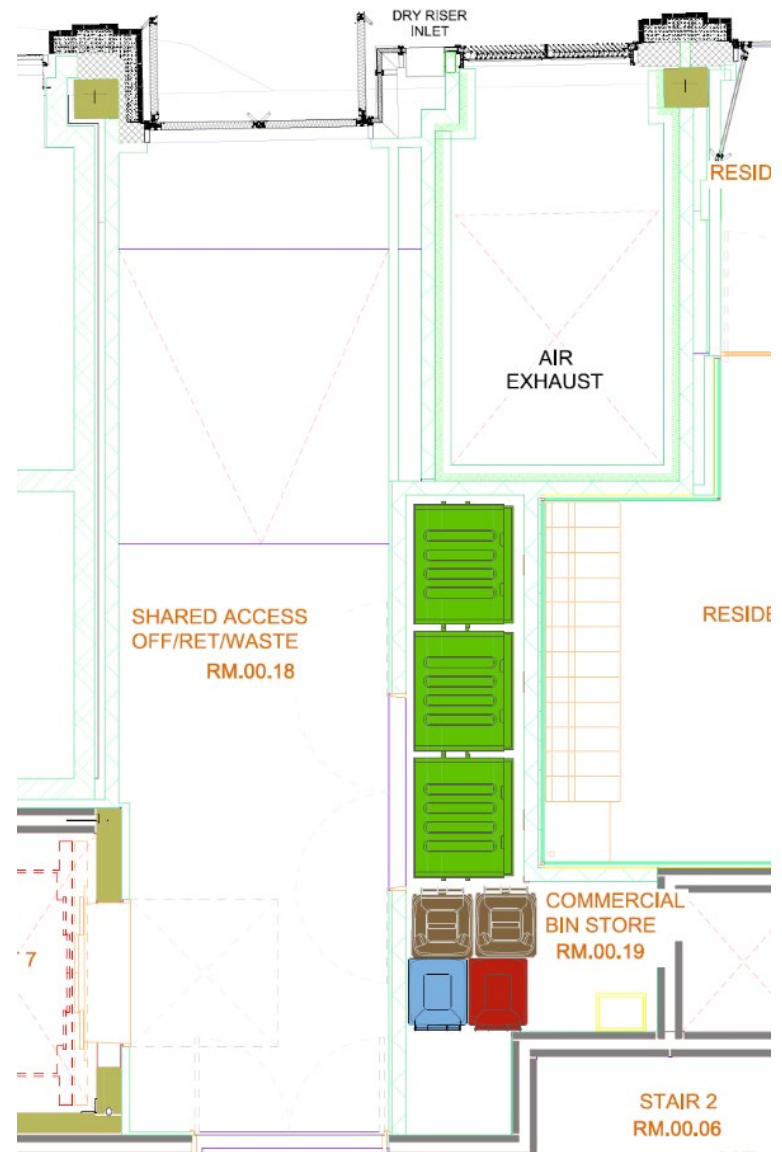 DRY RISER
INLET
RESID
AIR
EXHAUST
SHARED ACCESS
OFF/RET/WASTE
RM.00.18
RESIDE
COMMERCIAL
BIN STORE
RM.00.19
7
STAIR 2
RM.00.06